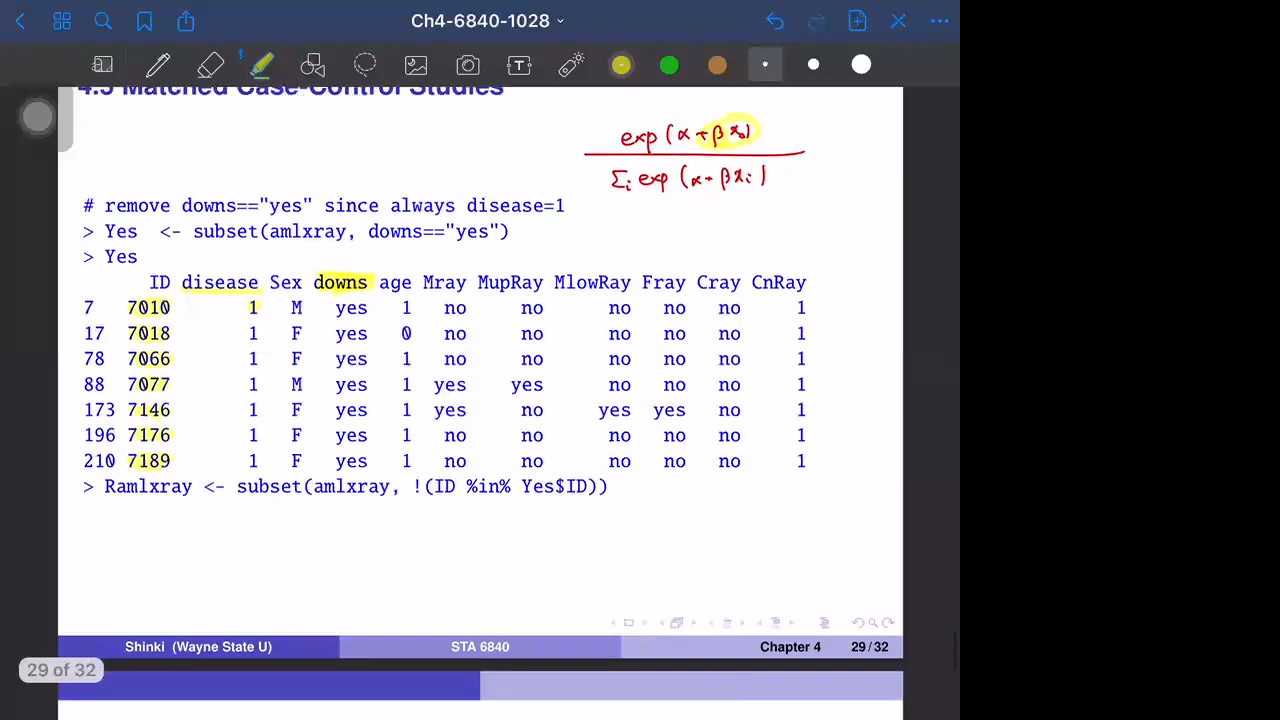 Ch4-6840-1028
4.5 Matched Case-Control Studies
exp(α+βx₀)
Σᵢ exp(α+βxᵢ)
# remove downs=="yes" since always disease=1
> Yes <- subset(amlxray, downs=="yes")
> Yes
ID disease Sex downs age Mray MupRay MlowRay Fray Cray CnRay
7 7010 1 M yes 1 no no no no no 1
17 7018 1 F yes 0 no no no no no 1
78 7066 1 F yes 1 no no no no no 1
88 7077 1 M yes 1 yes yes no no no 1
173 7146 1 F yes 1 yes no yes yes no 1
196 7176 1 F yes 1 no no no no no 1
210 7189 1 F yes 1 no no no no no 1
> Ramlxray <- subset(amlxray, !(ID %in% Yes$ID))
Shinki (Wayne State U) STA 6840 Chapter 4 29/32
29 of 32